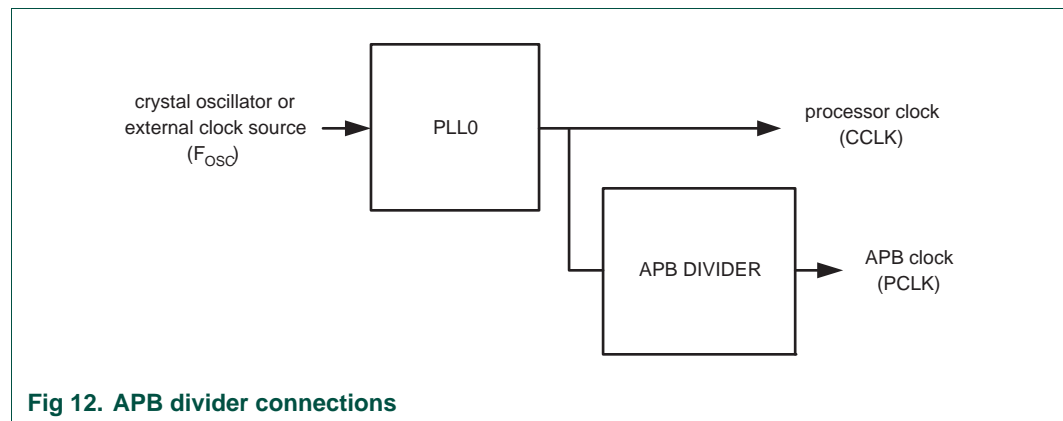 crystal oscillator or
external clock source
(FOSC)
PLL0
processor clock
(CCLK)
APB DIVIDER
APB clock
(PCLK)
Fig 12. APB divider connections